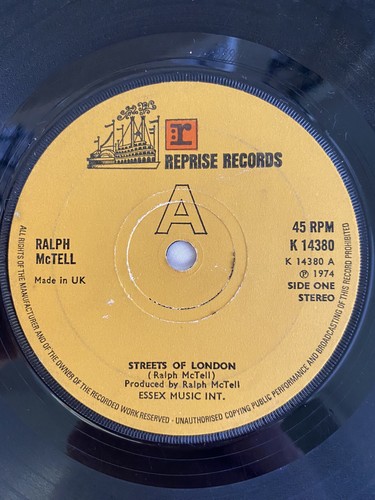 r
REPRISE RECORDS
A
RALPH
McTELL
Made in UK
45 RPM
K 14380
K 14380 A
Ⓟ 1974
SIDE ONE
STEREO
STREETS OF LONDON
(Ralph McTell)
Produced by Ralph McTell
ESSEX MUSIC INT.
ALL RIGHTS OF THE MANUFACTURER AND OF THE OWNER OF THE RECORDED WORK RESERVED · UNAUTHORISED COPYING PUBLIC PERFORMANCE AND BROADCASTING OF THIS RECORD PROHIBITED